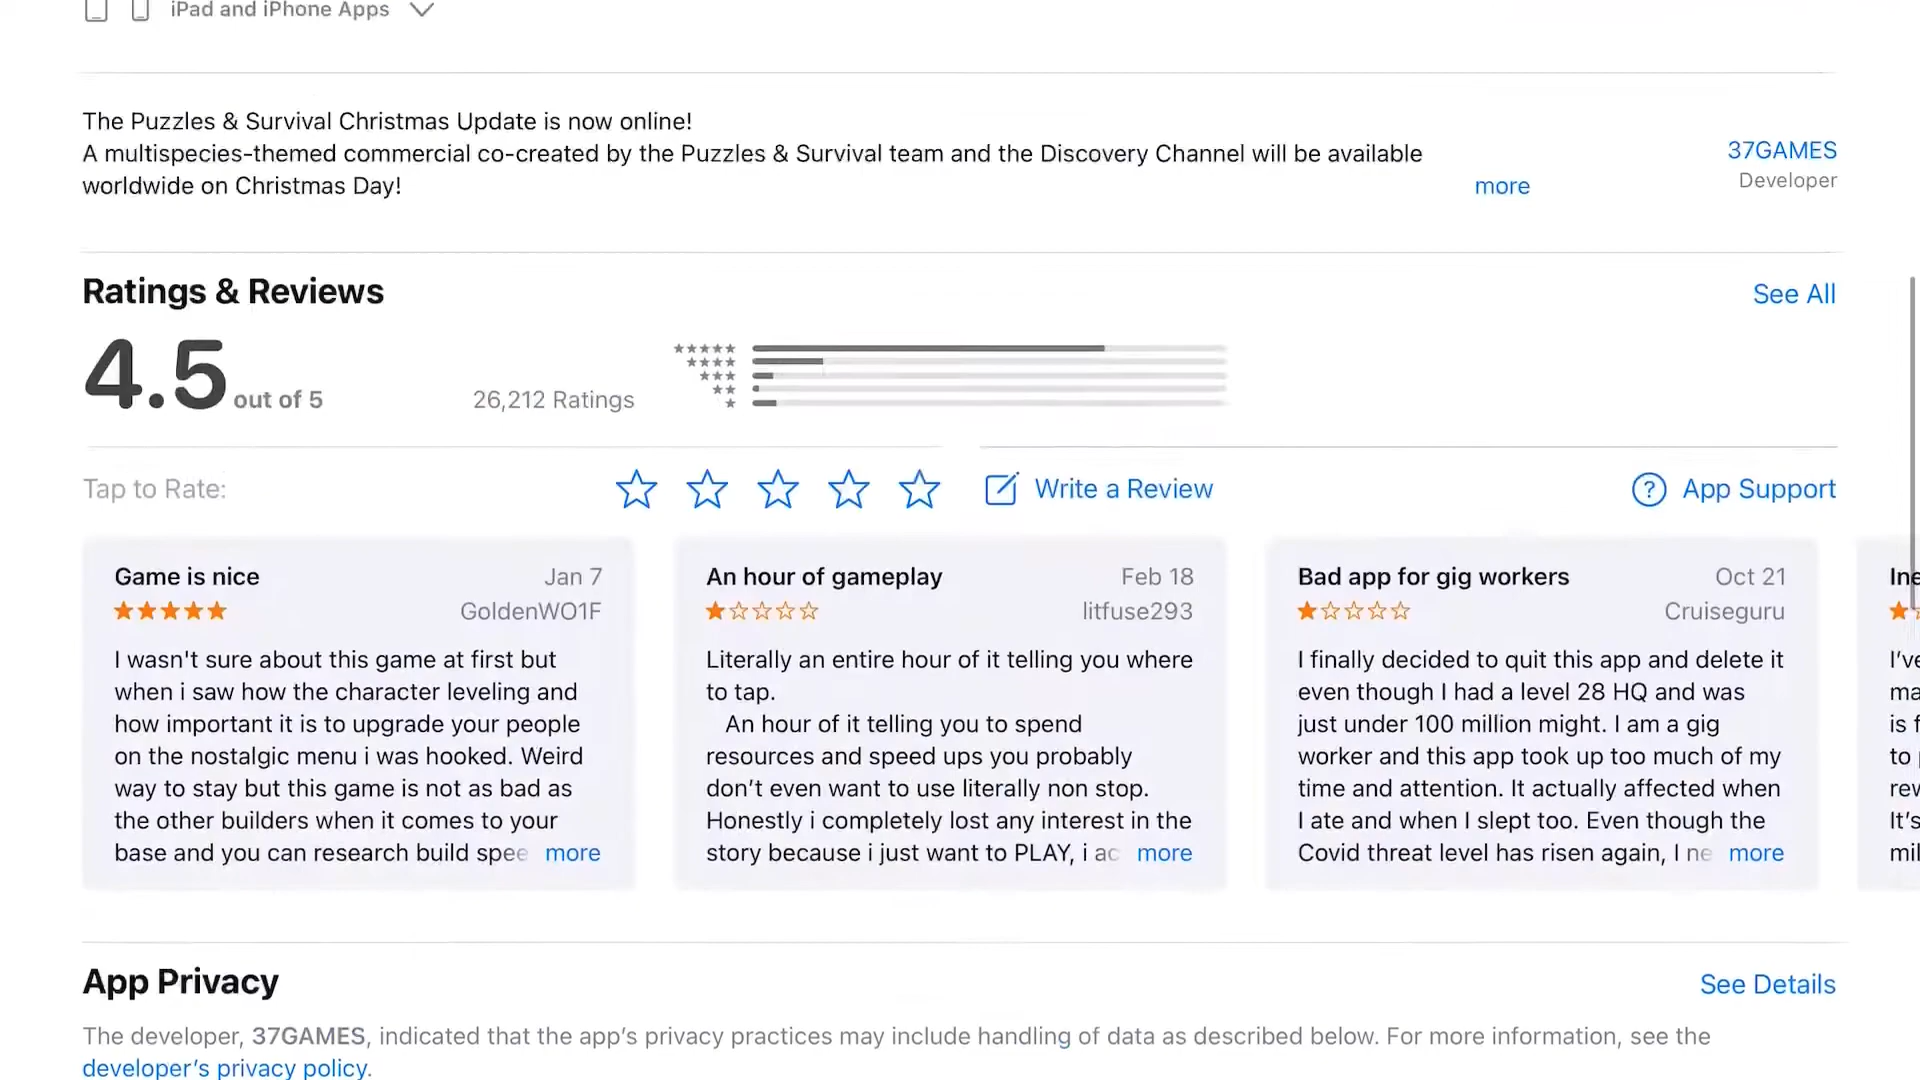 iPad and iPhone Apps
The Puzzles & Survival Christmas Update is now online!
A multispecies-themed commercial co-created by the Puzzles & Survival team and the Discovery Channel will be available
worldwide on Christmas Day!
more
37GAMES
Developer
Ratings & Reviews
See All
4.5 out of 5
26,212 Ratings
Tap to Rate:
Write a Review
App Support
Game is nice
Jan 7
GoldenWO1F
I wasn't sure about this game at first but
when i saw how the character leveling and
how important it is to upgrade your people
on the nostalgic menu i was hooked. Weird
way to stay but this game is not as bad as
the other builders when it comes to your
base and you can research build spee more
An hour of gameplay
Feb 18
litfuse293
Literally an entire hour of it telling you where
to tap.
An hour of it telling you to spend
resources and speed ups you probably
don’t even want to use literally non stop.
Honestly i completely lost any interest in the
story because i just want to PLAY, i ac more
Bad app for gig workers
Oct 21
Cruiseguru
I finally decided to quit this app and delete it
even though I had a level 28 HQ and was
just under 100 million might. I am a gig
worker and this app took up too much of my
time and attention. It actually affected when
I ate and when I slept too. Even though the
Covid threat level has risen again, I ne more
Ine
I’ve
ma
is f
to
rev
It’s
mil
App Privacy
See Details
The developer, 37GAMES, indicated that the app’s privacy practices may include handling of data as described below. For more information, see the
developer’s privacy policy.